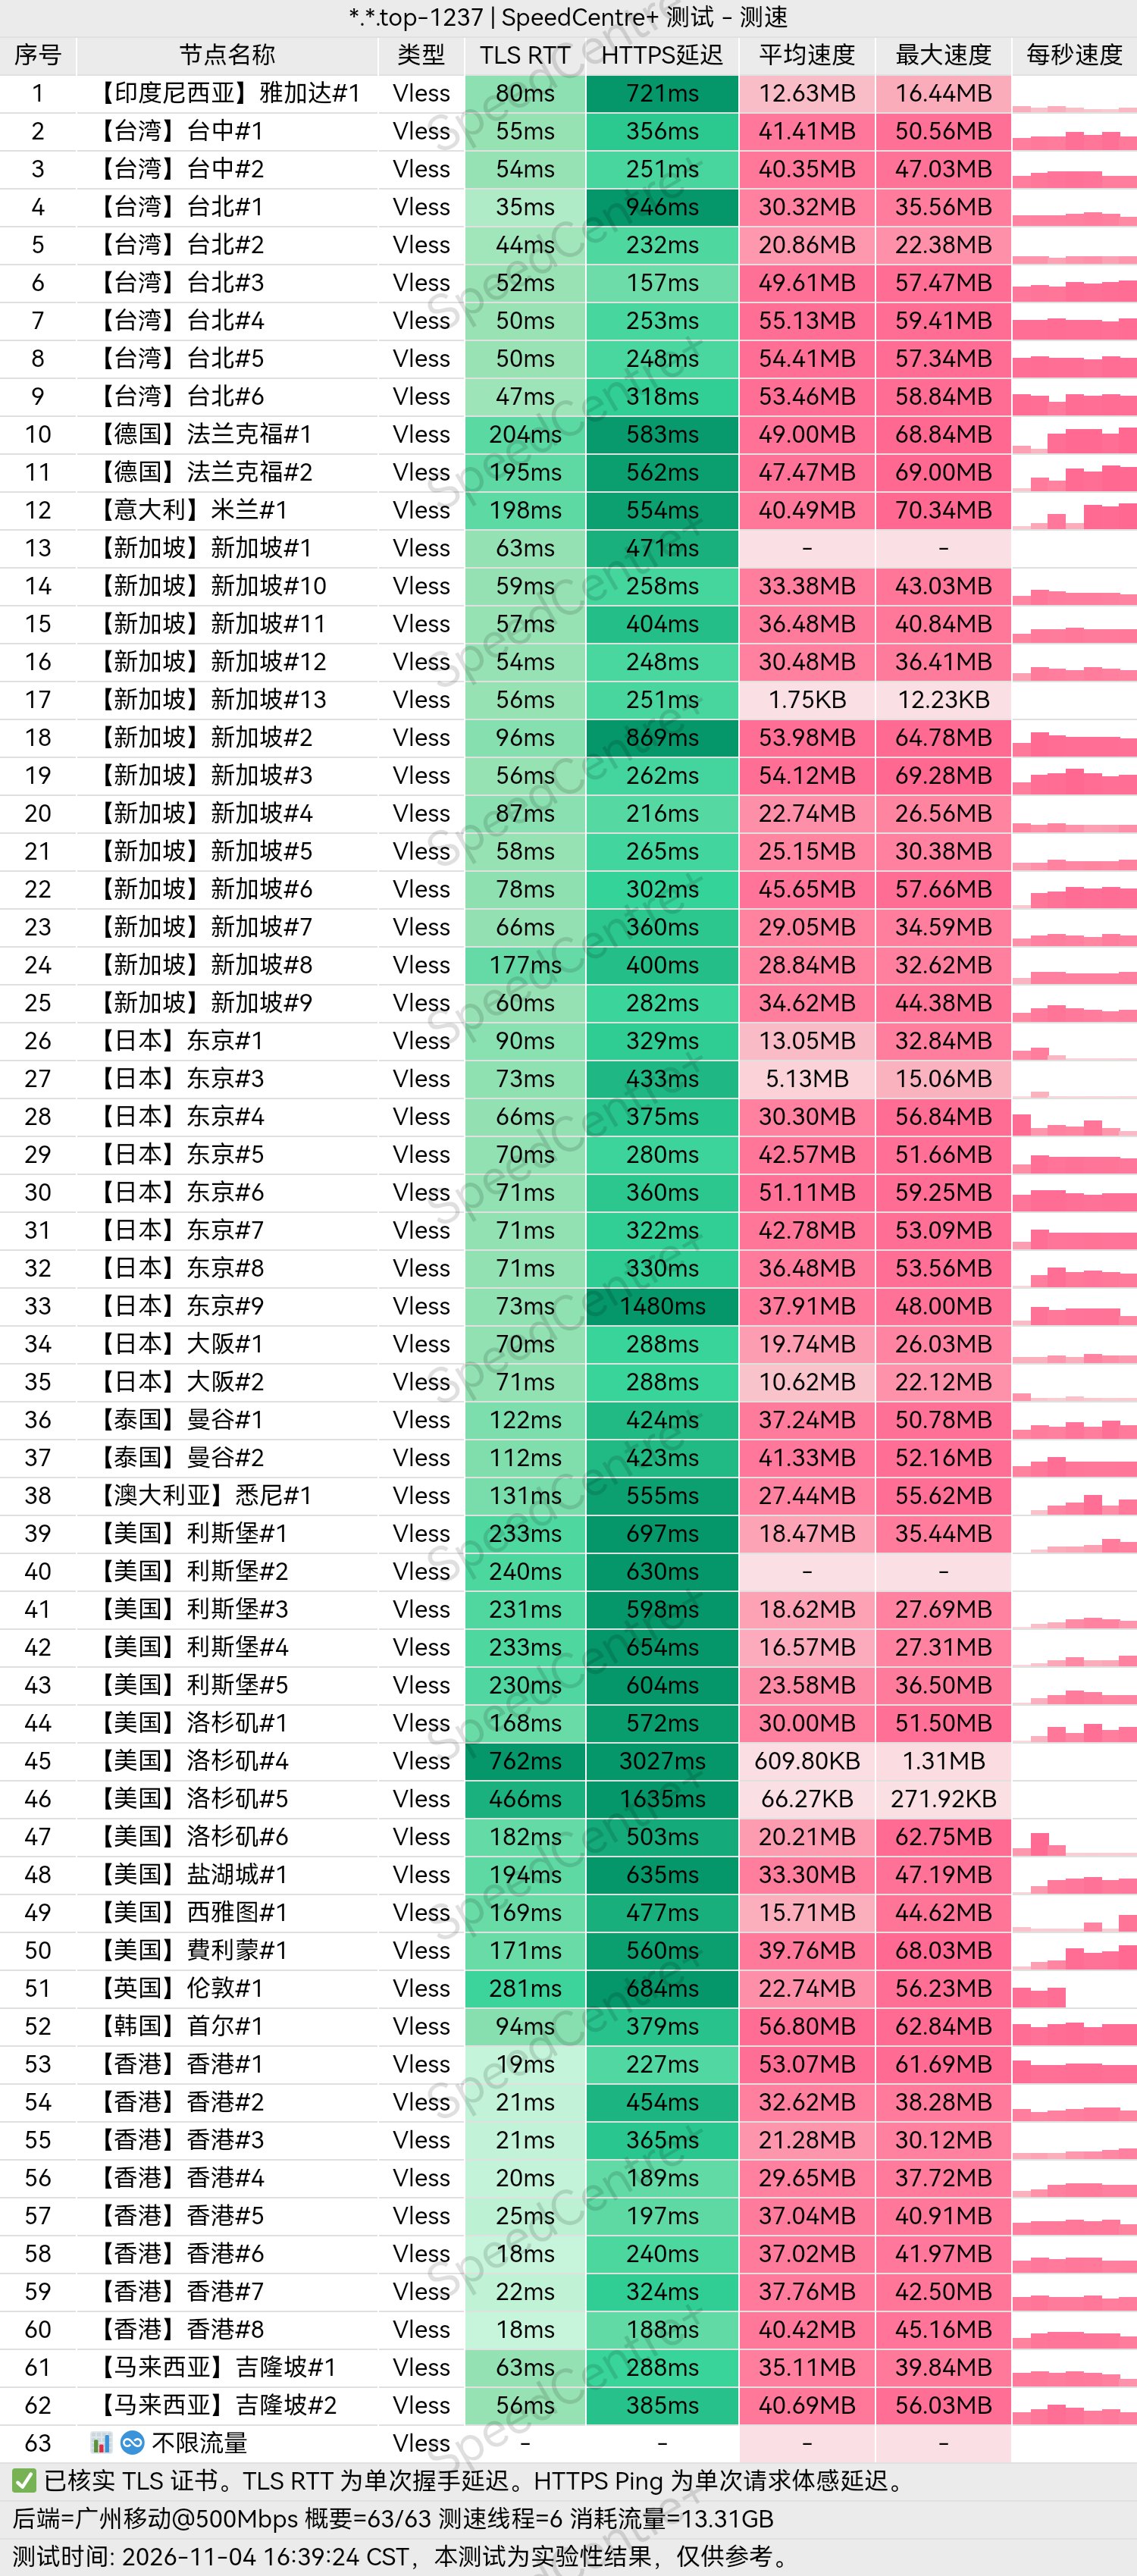 *.*.top-1237 | SpeedCentre+ 测试 - 测速
序号 节点名称 类型 TLS RTT HTTPS延迟 平均速度 最大速度 每秒速度
1 【印度尼西亚】雅加达#1 Vless 80ms 721ms 12.63MB 16.44MB
2 【台湾】台中#1 Vless 55ms 356ms 41.41MB 50.56MB
3 【台湾】台中#2 Vless 54ms 251ms 40.35MB 47.03MB
4 【台湾】台北#1 Vless 35ms 946ms 30.32MB 35.56MB
5 【台湾】台北#2 Vless 44ms 232ms 20.86MB 22.38MB
6 【台湾】台北#3 Vless 52ms 157ms 49.61MB 57.47MB
7 【台湾】台北#4 Vless 50ms 253ms 55.13MB 59.41MB
8 【台湾】台北#5 Vless 50ms 248ms 54.41MB 57.34MB
9 【台湾】台北#6 Vless 47ms 318ms 53.46MB 58.84MB
10 【德国】法兰克福#1 Vless 204ms 583ms 49.00MB 68.84MB
11 【德国】法兰克福#2 Vless 195ms 562ms 47.47MB 69.00MB
12 【意大利】米兰#1 Vless 198ms 554ms 40.49MB 70.34MB
13 【新加坡】新加坡#1 Vless 63ms 471ms - -
14 【新加坡】新加坡#10 Vless 59ms 258ms 33.38MB 43.03MB
15 【新加坡】新加坡#11 Vless 57ms 404ms 36.48MB 40.84MB
16 【新加坡】新加坡#12 Vless 54ms 248ms 30.48MB 36.41MB
17 【新加坡】新加坡#13 Vless 56ms 251ms 1.75KB 12.23KB
18 【新加坡】新加坡#2 Vless 96ms 869ms 53.98MB 64.78MB
19 【新加坡】新加坡#3 Vless 56ms 262ms 54.12MB 69.28MB
20 【新加坡】新加坡#4 Vless 87ms 216ms 22.74MB 26.56MB
21 【新加坡】新加坡#5 Vless 58ms 265ms 25.15MB 30.38MB
22 【新加坡】新加坡#6 Vless 78ms 302ms 45.65MB 57.66MB
23 【新加坡】新加坡#7 Vless 66ms 360ms 29.05MB 34.59MB
24 【新加坡】新加坡#8 Vless 177ms 400ms 28.84MB 32.62MB
25 【新加坡】新加坡#9 Vless 60ms 282ms 34.62MB 44.38MB
26 【日本】东京#1 Vless 90ms 329ms 13.05MB 32.84MB
27 【日本】东京#3 Vless 73ms 433ms 5.13MB 15.06MB
28 【日本】东京#4 Vless 66ms 375ms 30.30MB 56.84MB
29 【日本】东京#5 Vless 70ms 280ms 42.57MB 51.66MB
30 【日本】东京#6 Vless 71ms 360ms 51.11MB 59.25MB
31 【日本】东京#7 Vless 71ms 322ms 42.78MB 53.09MB
32 【日本】东京#8 Vless 71ms 330ms 36.48MB 53.56MB
33 【日本】东京#9 Vless 73ms 1480ms 37.91MB 48.00MB
34 【日本】大阪#1 Vless 70ms 288ms 19.74MB 26.03MB
35 【日本】大阪#2 Vless 71ms 288ms 10.62MB 22.12MB
36 【泰国】曼谷#1 Vless 122ms 424ms 37.24MB 50.78MB
37 【泰国】曼谷#2 Vless 112ms 423ms 41.33MB 52.16MB
38 【澳大利亚】悉尼#1 Vless 131ms 555ms 27.44MB 55.62MB
39 【美国】利斯堡#1 Vless 233ms 697ms 18.47MB 35.44MB
40 【美国】利斯堡#2 Vless 240ms 630ms - -
41 【美国】利斯堡#3 Vless 231ms 598ms 18.62MB 27.69MB
42 【美国】利斯堡#4 Vless 233ms 654ms 16.57MB 27.31MB
43 【美国】利斯堡#5 Vless 230ms 604ms 23.58MB 36.50MB
44 【美国】洛杉矶#1 Vless 168ms 572ms 30.00MB 51.50MB
45 【美国】洛杉矶#4 Vless 762ms 3027ms 609.80KB 1.31MB
46 【美国】洛杉矶#5 Vless 466ms 1635ms 66.27KB 271.92KB
47 【美国】洛杉矶#6 Vless 182ms 503ms 20.21MB 62.75MB
48 【美国】盐湖城#1 Vless 194ms 635ms 33.30MB 47.19MB
49 【美国】西雅图#1 Vless 169ms 477ms 15.71MB 44.62MB
50 【美国】費利蒙#1 Vless 171ms 560ms 39.76MB 68.03MB
51 【英国】伦敦#1 Vless 281ms 684ms 22.74MB 56.23MB
52 【韩国】首尔#1 Vless 94ms 379ms 56.80MB 62.84MB
53 【香港】香港#1 Vless 19ms 227ms 53.07MB 61.69MB
54 【香港】香港#2 Vless 21ms 454ms 32.62MB 38.28MB
55 【香港】香港#3 Vless 21ms 365ms 21.28MB 30.12MB
56 【香港】香港#4 Vless 20ms 189ms 29.65MB 37.72MB
57 【香港】香港#5 Vless 25ms 197ms 37.04MB 40.91MB
58 【香港】香港#6 Vless 18ms 240ms 37.02MB 41.97MB
59 【香港】香港#7 Vless 22ms 324ms 37.76MB 42.50MB
60 【香港】香港#8 Vless 18ms 188ms 40.42MB 45.16MB
61 【马来西亚】吉隆坡#1 Vless 63ms 288ms 35.11MB 39.84MB
62 【马来西亚】吉隆坡#2 Vless 56ms 385ms 40.69MB 56.03MB
63 📊 ♾️ 不限流量 Vless - - - -
✅ 已核实 TLS 证书。TLS RTT 为单次握手延迟。HTTPS Ping 为单次请求体感延迟。
后端=广州移动@500Mbps 概要=63/63 测速线程=6 消耗流量=13.31GB
测试时间: 2026-11-04 16:39:24 CST，本测试为实验性结果，仅供参考。